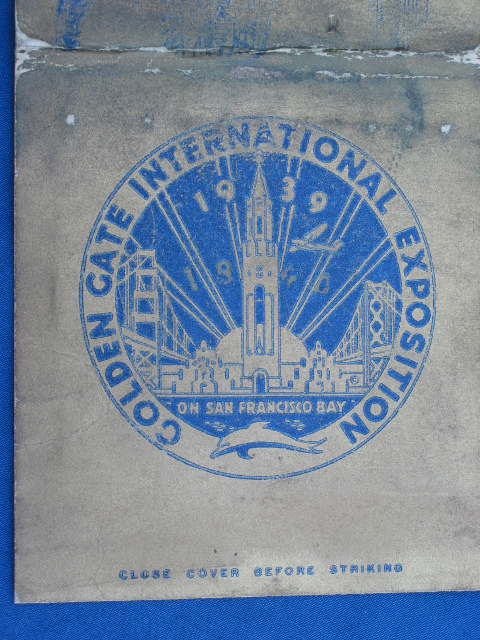 GOLDEN GATE INTERNATIONAL EXPOSITION
1939
1940
ON SAN FRANCISCO BAY
CLOSE COVER BEFORE STRIKING